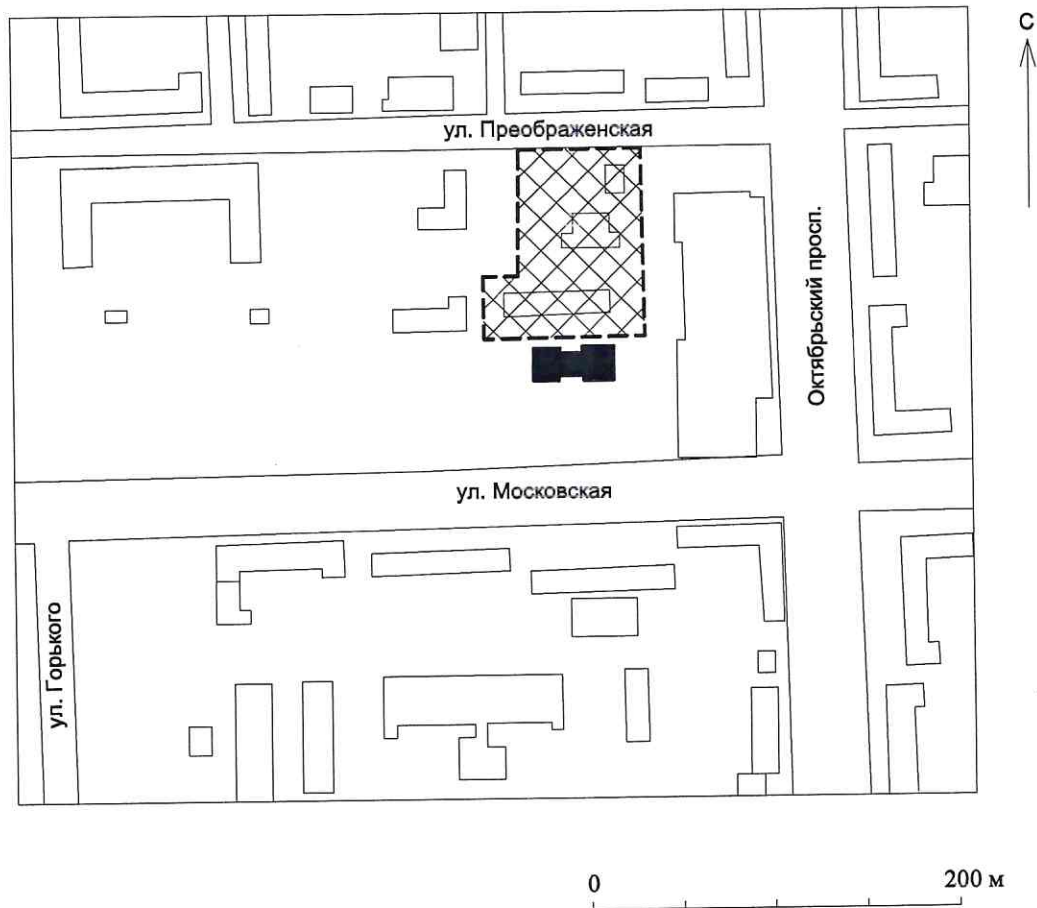 С
ул. Преображенская
Октябрьский просп.
ул. Московская
ул. Горького
0 200 м